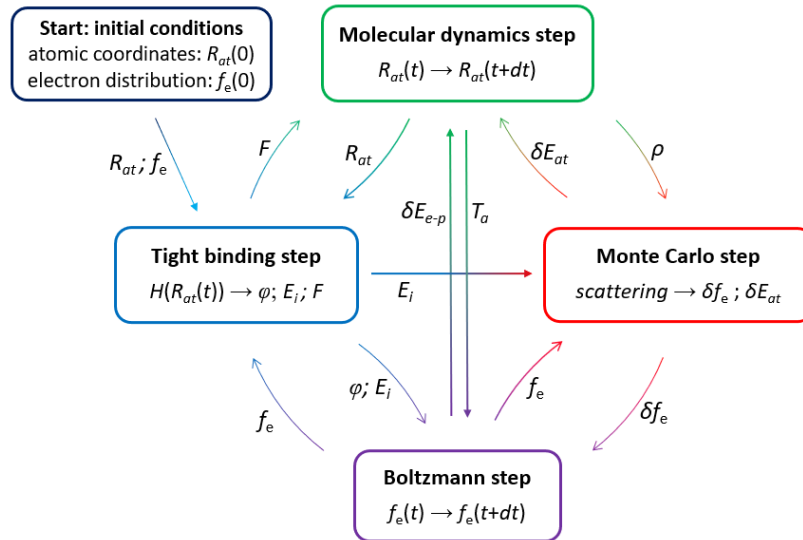 Start: initial conditions
atomic coordinates: R_at(0)
electron distribution: f_e(0)
Molecular dynamics step
R_at(t) → R_at(t+dt)
R_at; f_e
F
R_at
δE_at
ρ
δE_e-p
T_a
Tight binding step
H(R_at(t)) → φ; E_i; F
E_i
Monte Carlo step
scattering → δf_e ; δE_at
f_e
φ; E_i
f_e
δf_e
Boltzmann step
f_e(t) → f_e(t+dt)